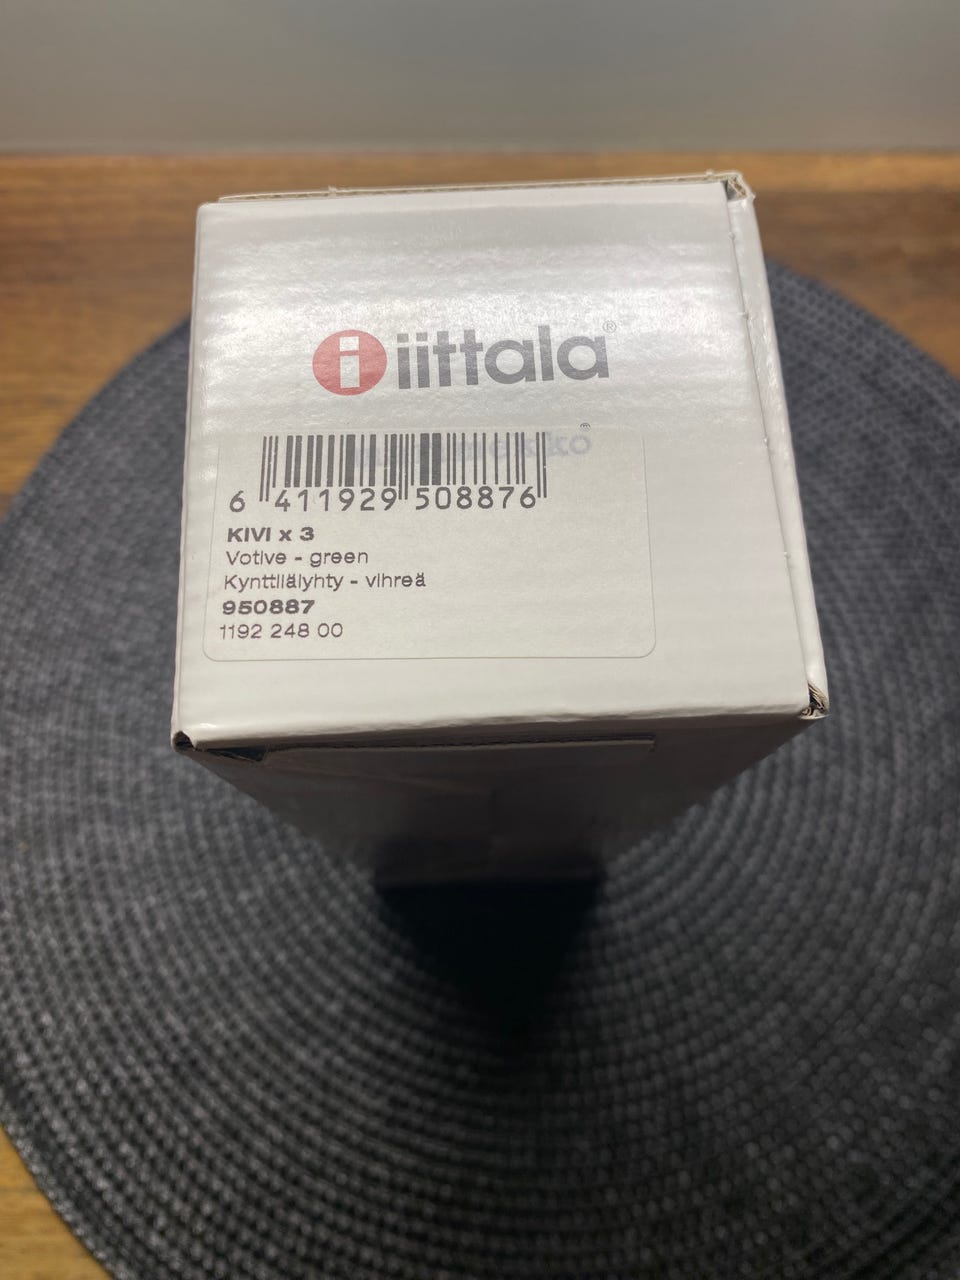 iittala®
®
6 411929 508876
KIVI x 3
Votive - green
Kynttilälyhty - vihreä
950887
1192 248 00